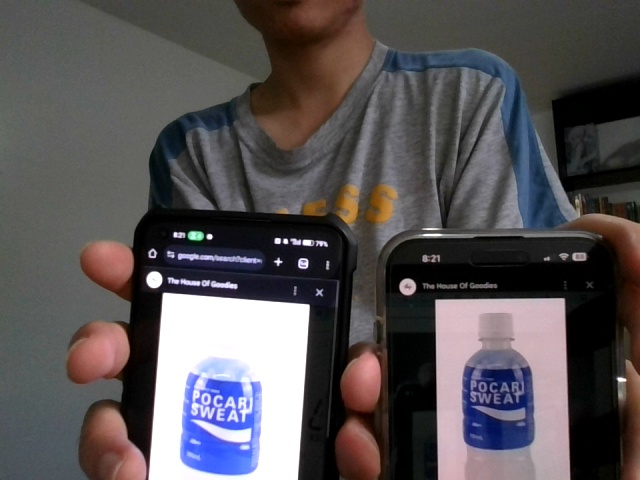 ESS
8:21
79%
google.com/search?client=
The House Of Goodies
POCARI
SWEAT
8:21
The House Of Goodies
POCARI
SWEAT